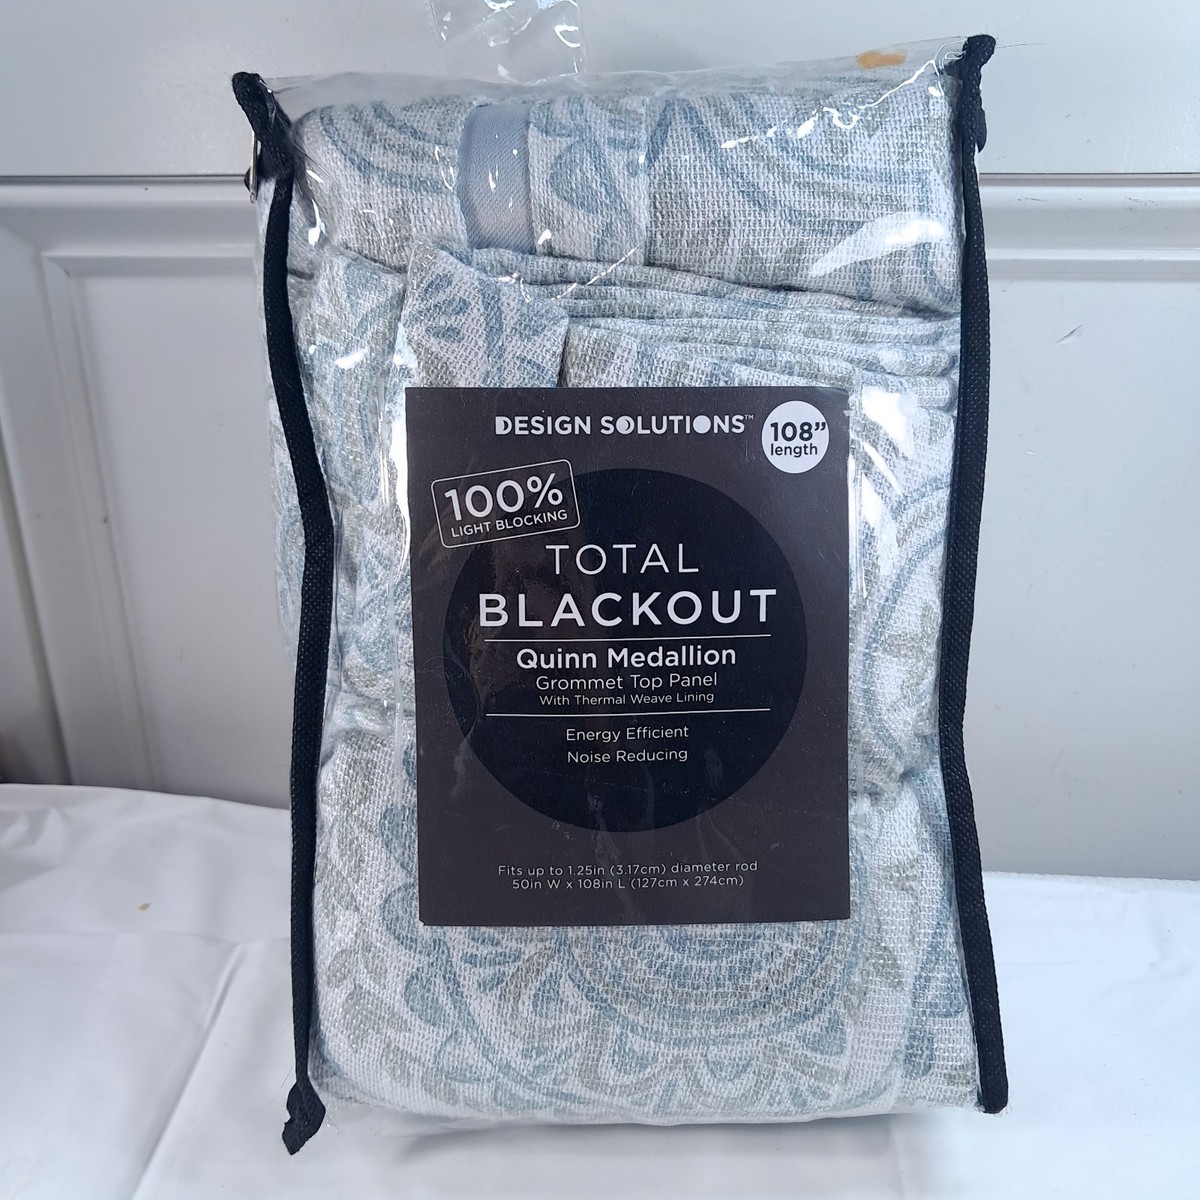 DESIGN SOLUTIONS™
108”
length
100%
LIGHT BLOCKING
TOTAL
BLACKOUT
Quinn Medallion
Grommet Top Panel
With Thermal Weave Lining
Energy Efficient
Noise Reducing
Fits up to 1.25in (3.17cm) diameter rod
50in W x 108in L (127cm x 274cm)